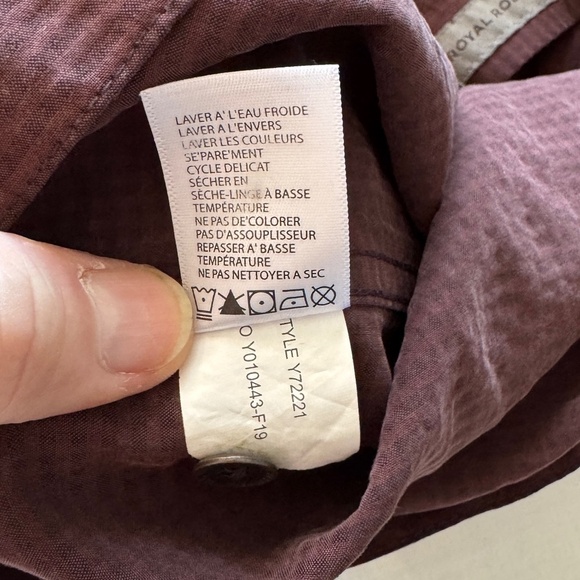 ROYAL RO
LAVER A' L'EAU FROIDE
LAVER A L'ENVERS
LAVER LES COULEURS
SE'PARE'MENT
CYCLE DELICAT
SÉCHER EN
SÈCHE-LINGE À BASSE
TEMPÉRATURE
NE PAS DE'COLORER
PAS D'ASSOUPLISSEUR
REPASSER A' BASSE
TEMPÉRATURE
NE PAS NETTOYER A SEC
TYLE Y72221
O Y010443-F19